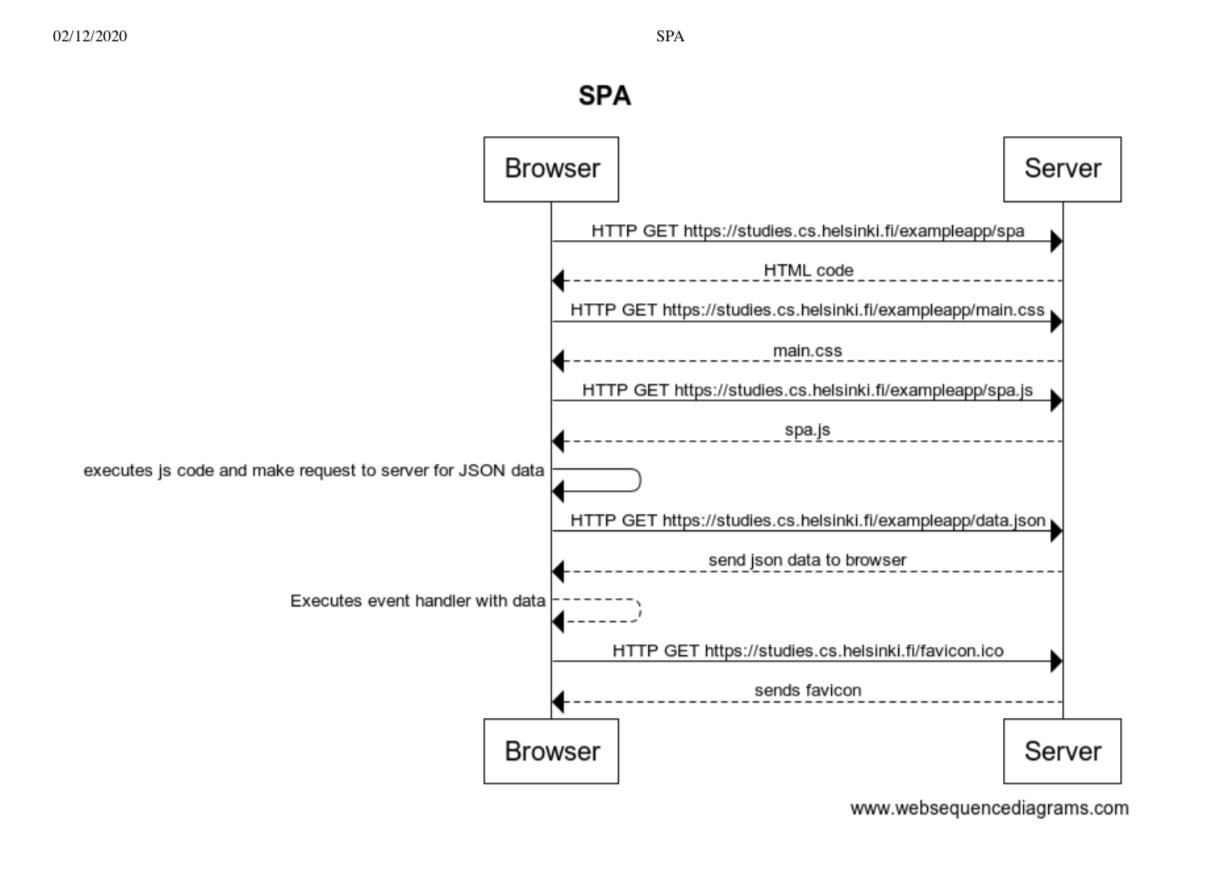 02/12/2020 SPA
SPA
Browser Server
HTTP GET https://studies.cs.helsinki.fi/exampleapp/spa
HTML code
HTTP GET https://studies.cs.helsinki.fi/exampleapp/main.css
main.css
HTTP GET https://studies.cs.helsinki.fi/exampleapp/spa.js
spa.js
executes js code and make request to server for JSON data
HTTP GET https://studies.cs.helsinki.fi/exampleapp/data.json
send json data to browser
Executes event handler with data
HTTP GET https://studies.cs.helsinki.fi/favicon.ico
sends favicon
Browser Server
www.websequencediagrams.com